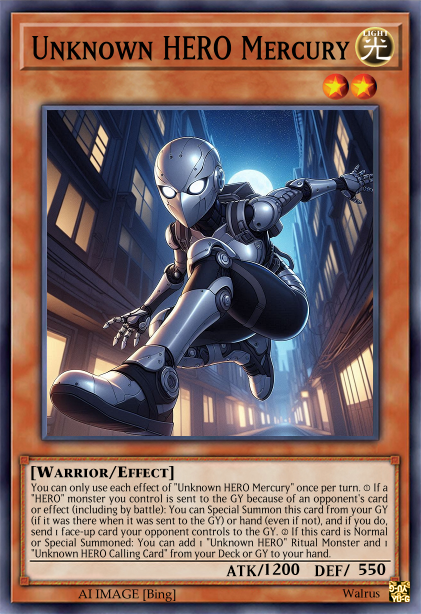 UNKNOWN HERO MERCURY
LIGHT
光
[WARRIOR/EFFECT]
You can only use each effect of "Unknown HERO Mercury" once per turn. ① If a
"HERO" monster you control is sent to the GY because of an opponent's card
or effect (including by battle): You can Special Summon this card from your GY
(if it was there when it was sent to the GY) or hand (even if not), and if you do,
send 1 face-up card your opponent controls to the GY. ② If this card is Normal
or Special Summoned: You can add 1 "Unknown HERO" Ritual Monster and 1
"Unknown HERO Calling Card" from your Deck or GY to your hand.
ATK/1200 DEF/ 550
AI IMAGE [Bing] Walrus